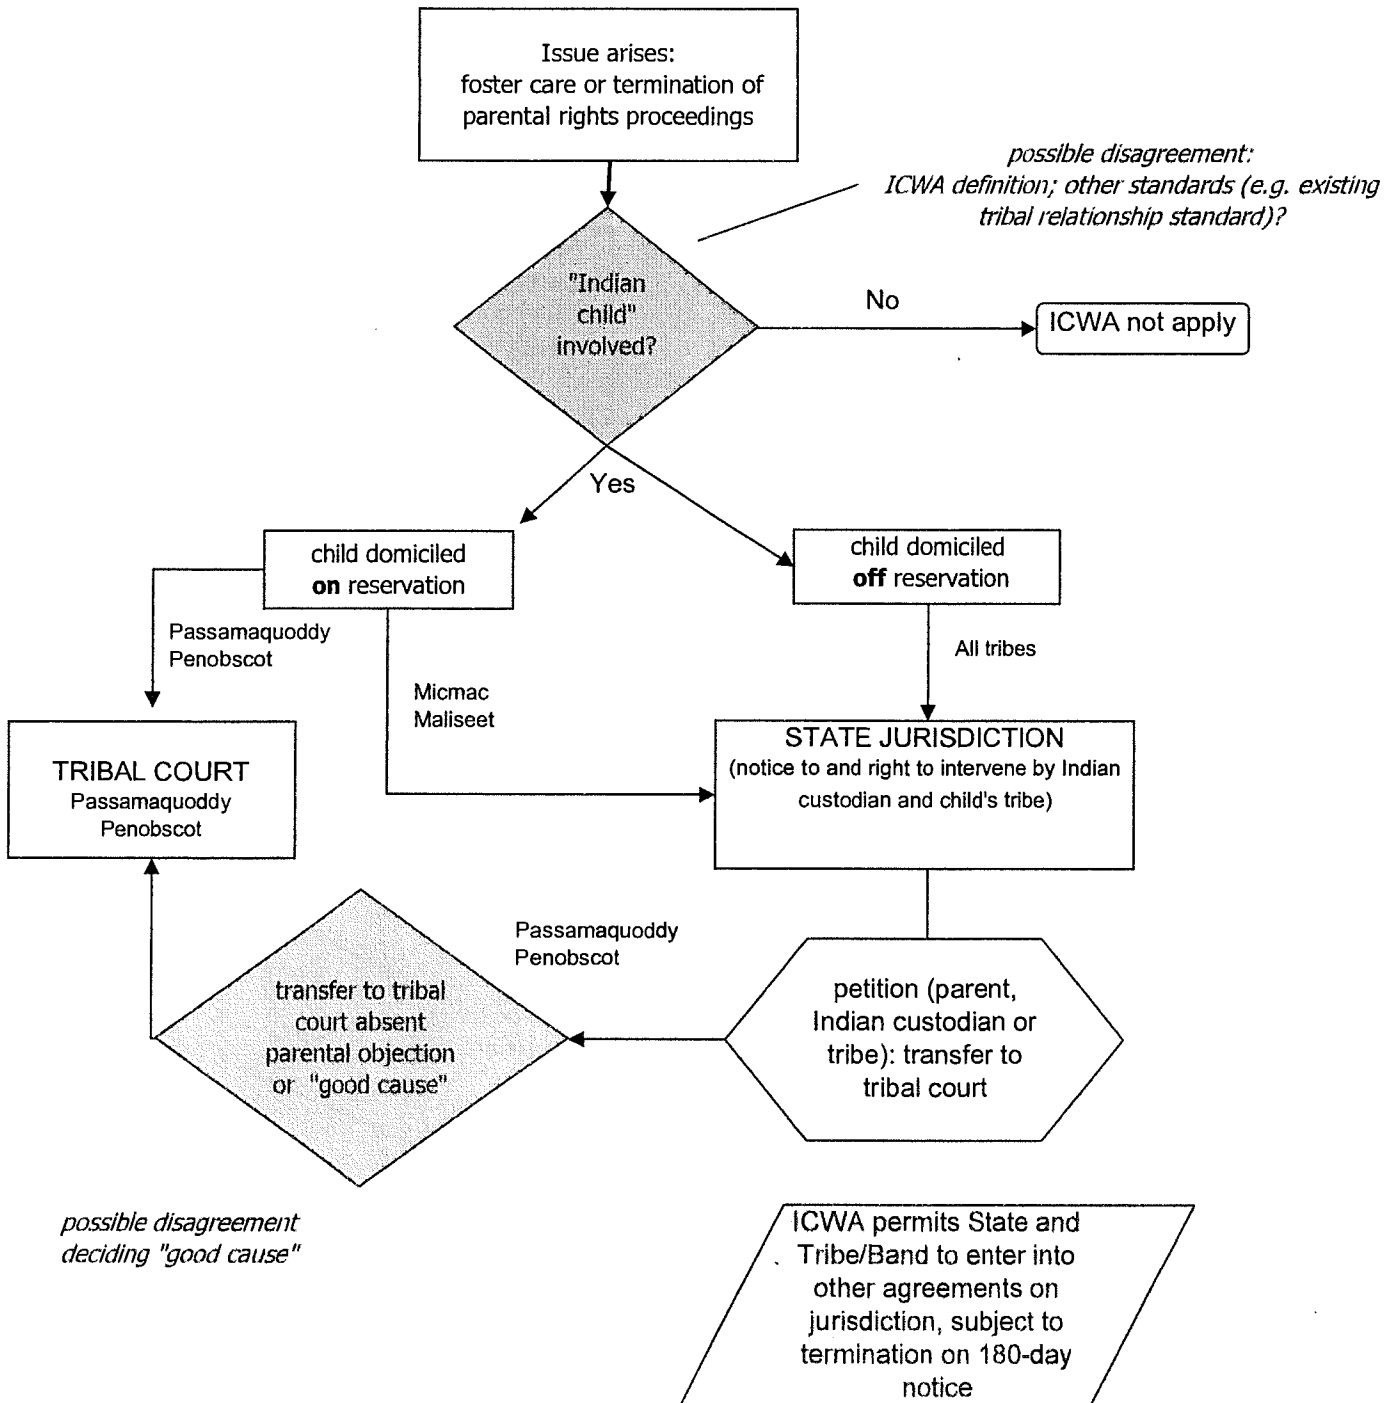 Issue arises:
foster care or termination of
parental rights proceedings
possible disagreement:
ICWA definition; other standards (e.g. existing
tribal relationship standard)?
"Indian
child"
involved?
No
ICWA not apply
Yes
child domiciled
on reservation
child domiciled
off reservation
Passamaquoddy
Penobscot
Micmac
Maliseet
All tribes
TRIBAL COURT
Passamaquoddy
Penobscot
STATE JURISDICTION
(notice to and right to intervene by Indian
custodian and child's tribe)
Passamaquoddy
Penobscot
transfer to tribal
court absent
parental objection
or "good cause"
petition (parent,
Indian custodian or
tribe): transfer to
tribal court
possible disagreement
deciding "good cause"
ICWA permits State and
Tribe/Band to enter into
other agreements on
jurisdiction, subject to
termination on 180-day
notice